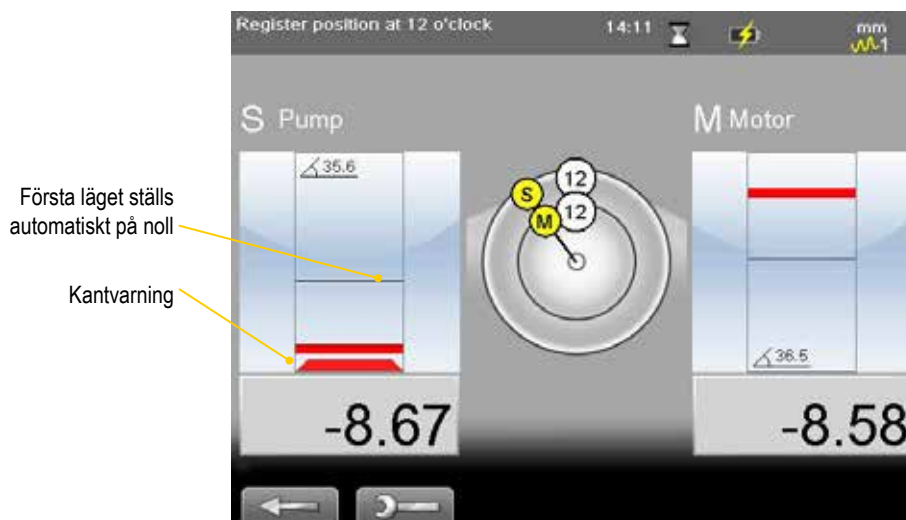 Register position at 12 o'clock
14:11
mm
1
S Pump
M Motor
35.6
S
12
M
12
Första läget ställs
automatiskt på noll
Kantvarning
36.5
-8.67
-8.58